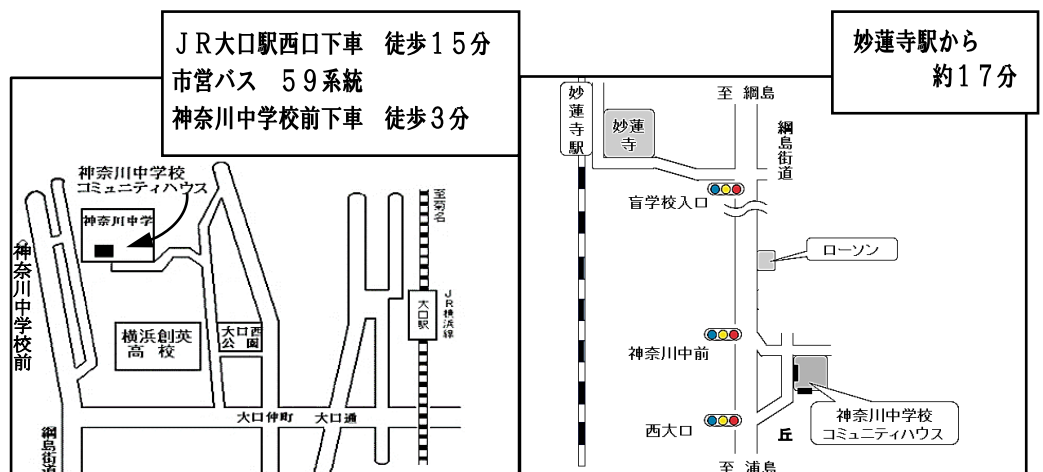 JR大口駅西口下車　徒歩15分
市営バス　59系統
神奈川中学校前下車　徒歩3分
神奈川中学校
コミュニティハウス
神奈川中学
神奈川中学校前
横浜創英
高　校
大口西
公園
至菊名
大口駅
JR横浜線
大口仲町
大口通
綱島街道
妙蓮寺駅から
約17分
妙蓮寺駅
妙蓮
寺
至　綱島
綱島街道
盲学校入口
ローソン
神奈川中前
神奈川中学校
コミュニティハウス
西大口
丘
至　浦島